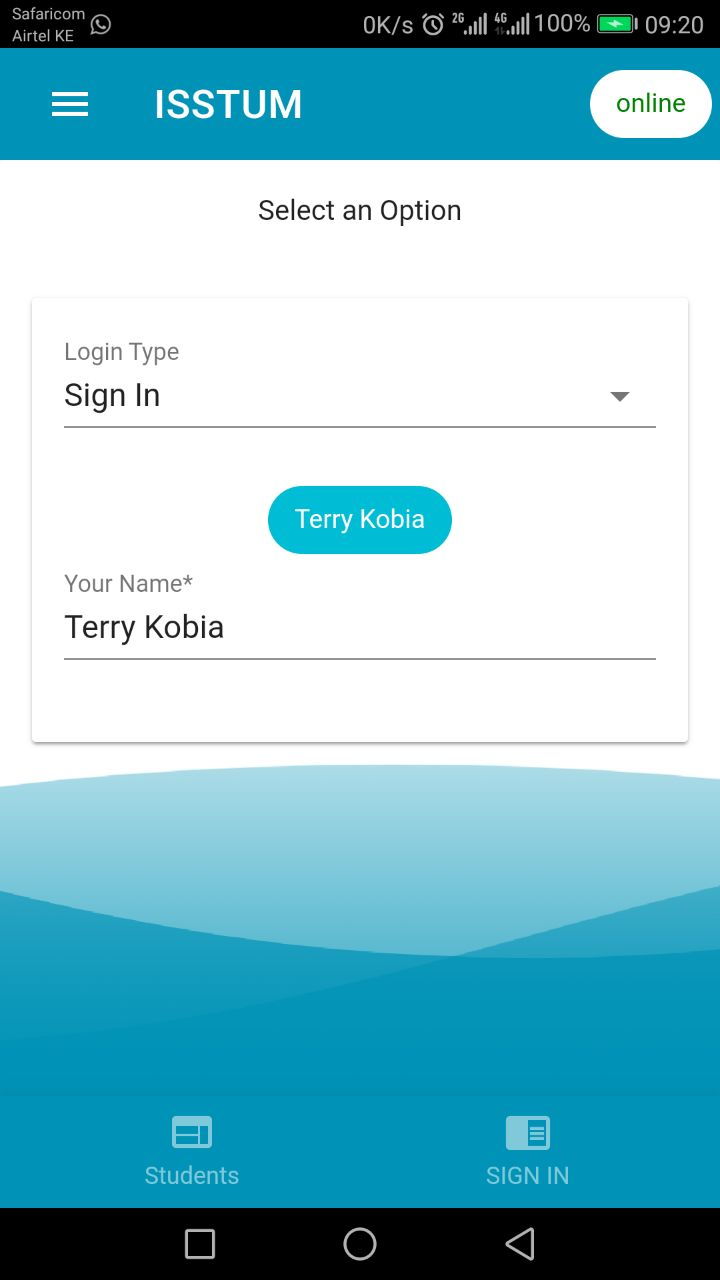 Safaricom
Airtel KE
0K/s 2G 4G 100% 09:20
ISSTUM
online
Select an Option
Login Type
Sign In
Terry Kobia
Your Name*
Terry Kobia
Students
SIGN IN